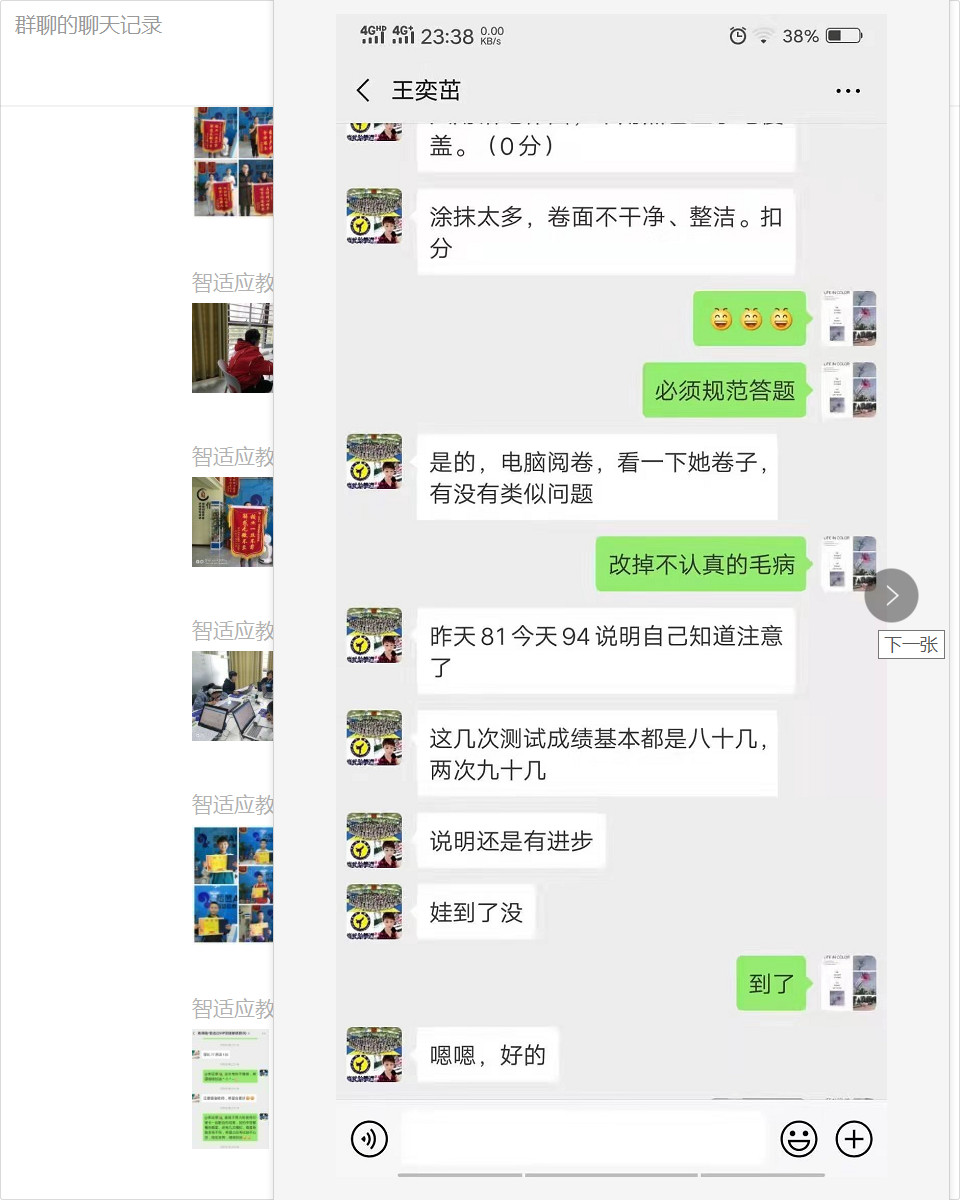 群聊的聊天记录
智适应教
智适应教
智适应教
智适应教
智适应教
23:38
0.00
KB/s
38%
王奕茁
盖。（0分）
涂抹太多，卷面不干净、整洁。扣
分
必须规范答题
是的，电脑阅卷，看一下她卷子，
有没有类似问题
改掉不认真的毛病
昨天81今天94说明自己知道注意
了
这几次测试成绩基本都是八十几，
两次九十几
说明还是有进步
娃到了没
到了
嗯嗯，好的
下一张